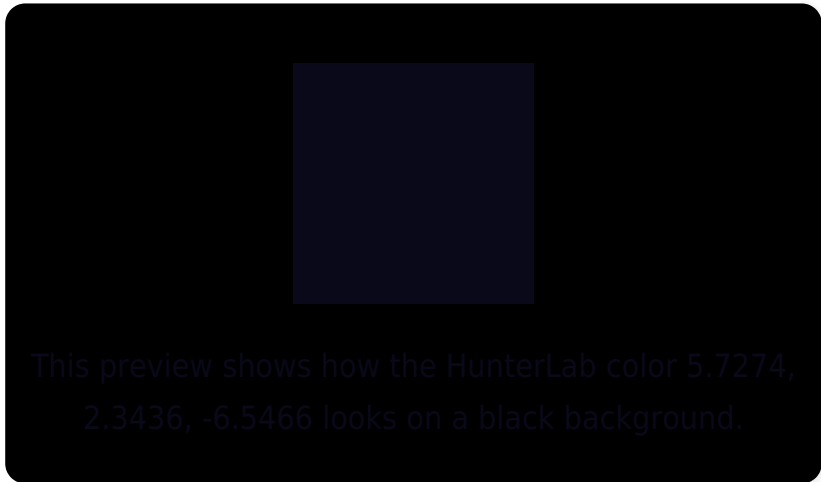 This preview shows how the HunterLab color 5.7274,
2.3436, -6.5466 looks on a black background.